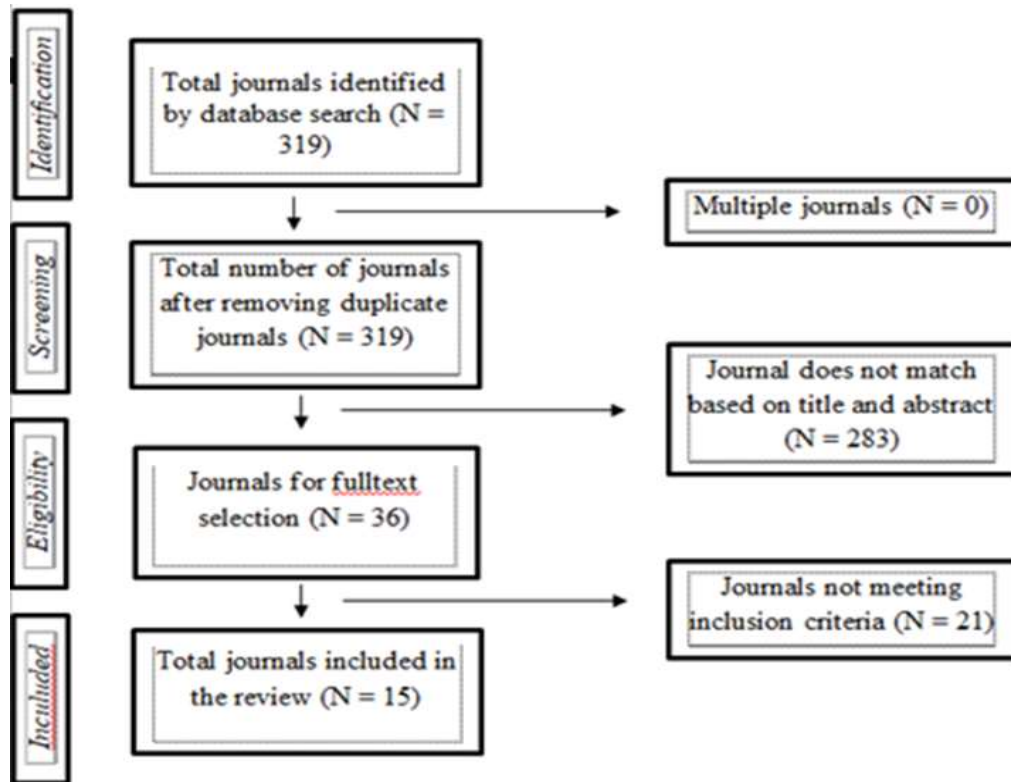 Identification
Total journals identified
by database search (N =
319)
Multiple journals (N = 0)
Screening
Total number of journals
after removing duplicate
journals (N = 319)
Journal does not match
based on title and abstract
(N = 283)
Eligibility
Journals for fulltext
selection (N = 36)
Journals not meeting
inclusion criteria (N = 21)
Inculuded
Total journals included in
the review (N = 15)